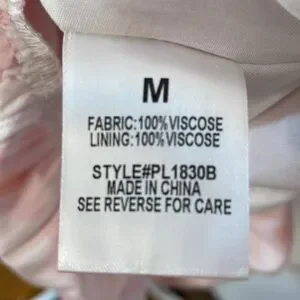 M
FABRIC:100%VISCOSE
LINING:100%VISCOSE
STYLE#PL1830B
MADE IN CHINA
SEE REVERSE FOR CARE